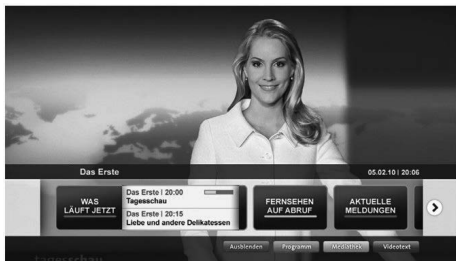 Das Erste
05.02.10 | 20:06
WAS
LÄUFT JETZT
Das Erste | 20:00
Tagesschau
Das Erste | 20:15
Liebe und andere Delikatessen
FERNSEHEN
AUF ABRUF
AKTUELLE
MELDUNGEN
Ausblenden
Programm
Mediathek
Videotext
tagesschau